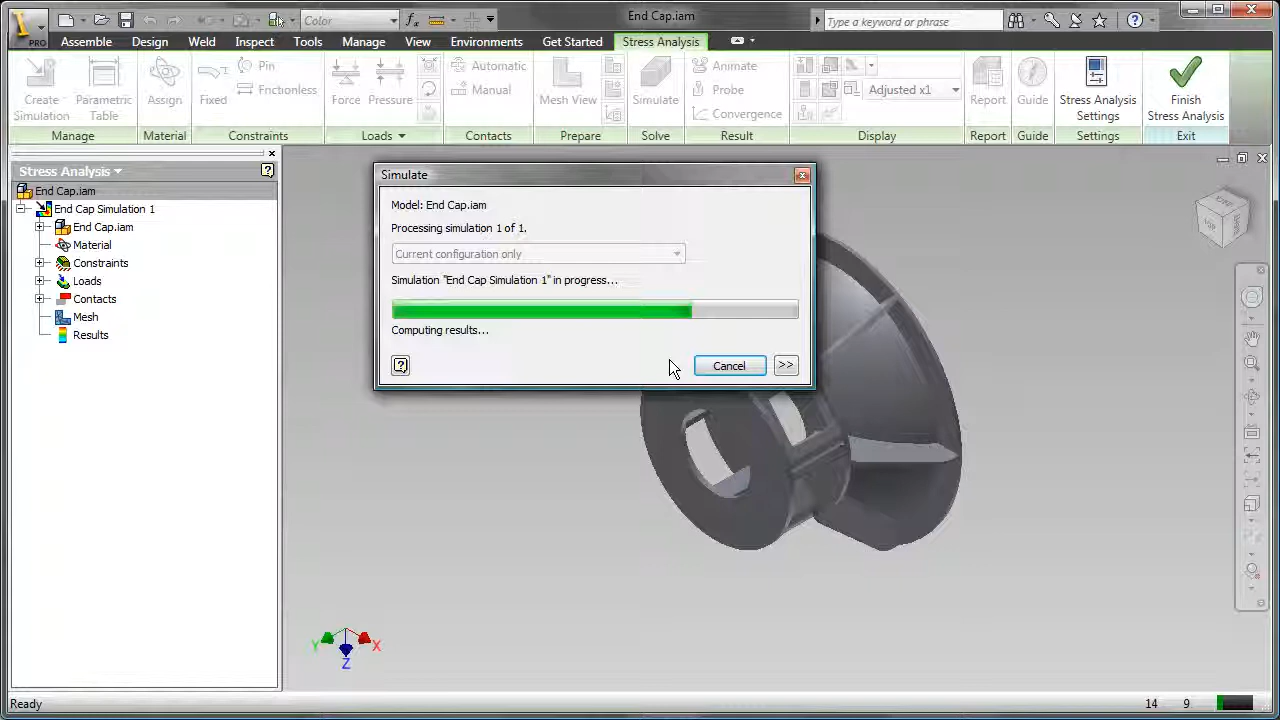 PRO
Color
fx
End Cap.iam
Type a keyword or phrase
Assemble Design Weld Inspect Tools Manage View Environments Get Started Stress Analysis
Create Simulation
Parametric Table
Manage
Assign
Material
Fixed
Pin
Frictionless
Constraints
Force
Pressure
Loads
Automatic
Manual
Contacts
Mesh View
Prepare
Simulate
Solve
Animate
Probe
Convergence
Result
Adjusted x1
Display
Report
Report
Guide
Guide
Stress Analysis Settings
Settings
Finish Stress Analysis
Exit
Stress Analysis
End Cap.iam
End Cap Simulation 1
End Cap.iam
Material
Constraints
Loads
Contacts
Mesh
Results
Simulate
Model: End Cap.iam
Processing simulation 1 of 1.
Current configuration only
Simulation "End Cap Simulation 1" in progress...
Computing results...
Cancel
>>
Y
X
Z
Ready
14
9